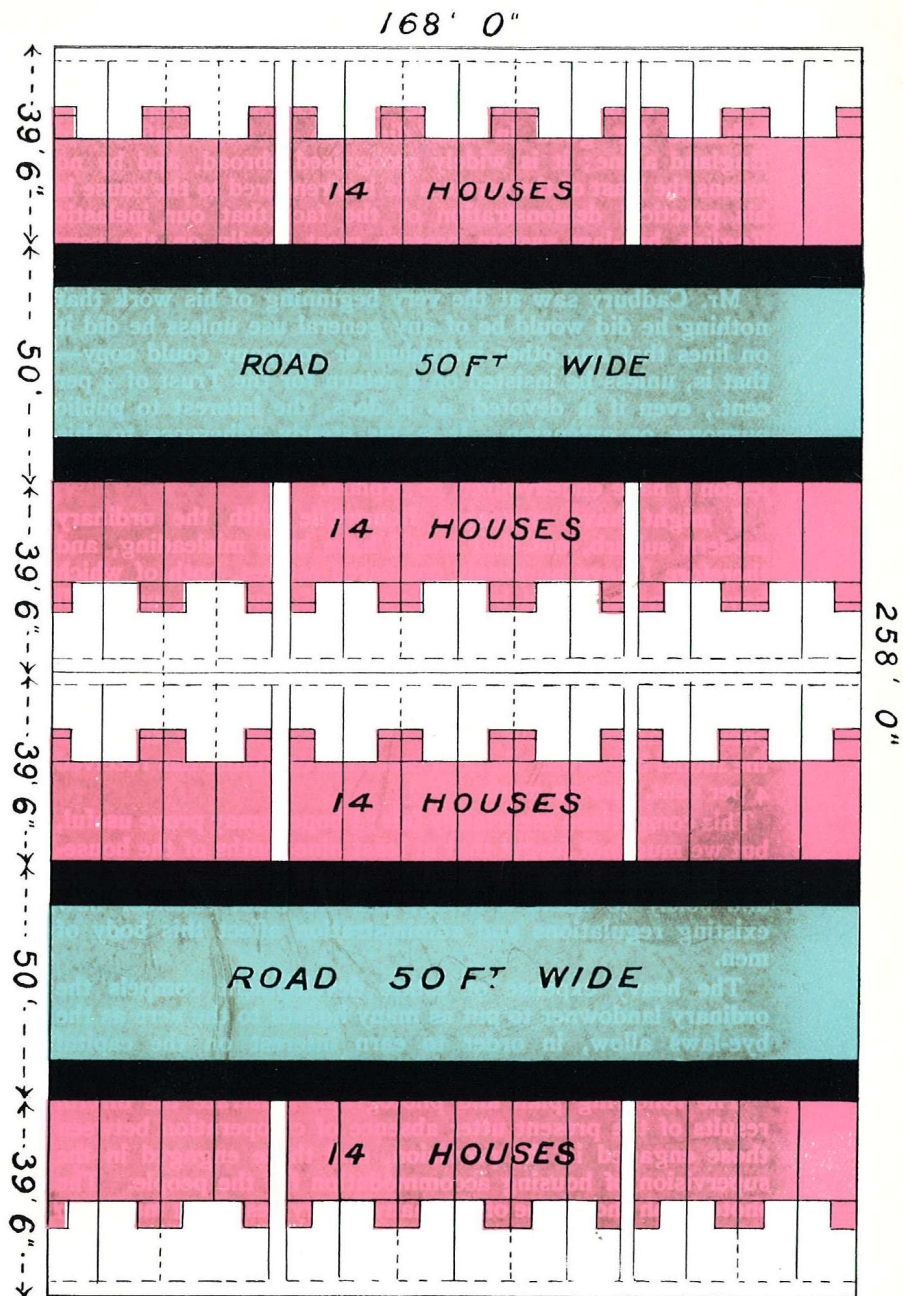 168' 0"
39' 6"
14 HOUSES
50'
ROAD 50 FT WIDE
39' 6"
14 HOUSES
258' 0"
39' 6"
14 HOUSES
50'
ROAD 50 FT. WIDE
39' 6"
14 HOUSES